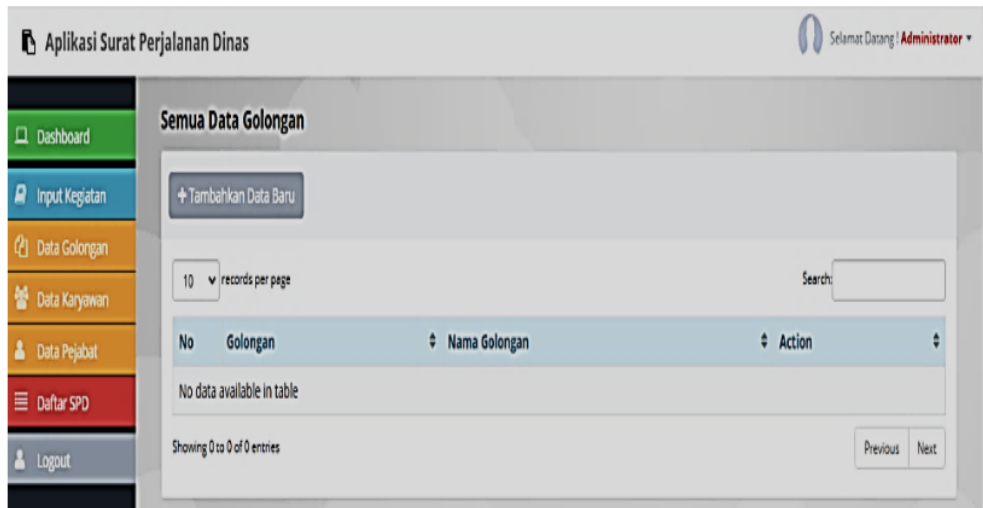 Aplikasi Surat Perjalanan Dinas
Selamat Datang ! Administrator
Dashboard
Input Kegiatan
Data Golongan
Data Karyawan
Data Pejabat
Daftar SPD
Logout
Semua Data Golongan
+ Tambahkan Data Baru
10 records per page
Search:
No Golongan Nama Golongan Action
No data available in table
Showing 0 to 0 of 0 entries
Previous Next